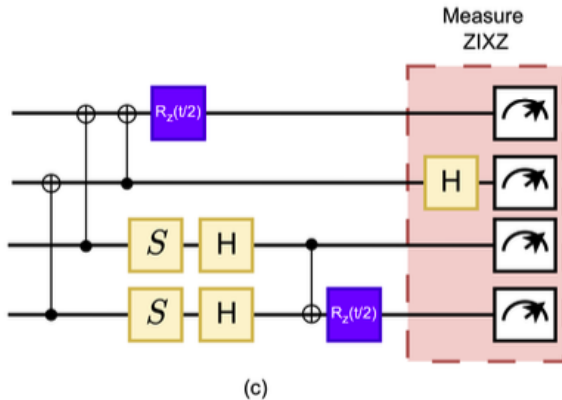 Measure
ZIXZ
R_z(t/2)
H
S H
S H R_z(t/2)
(c)